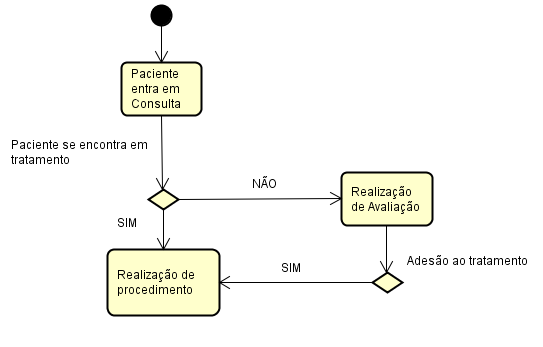 Paciente
entra em
Consulta
Paciente se encontra em
tratamento
NÃO
Realização
de Avaliação
SIM
Realização de
procedimento
SIM
Adesão ao tratamento